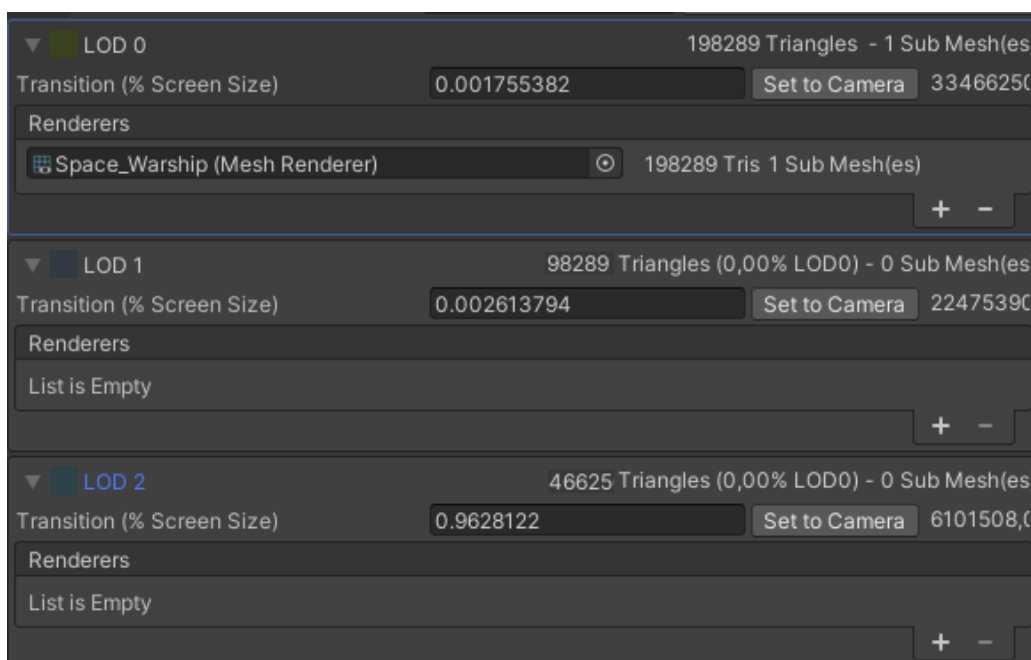 LOD 0 198289 Triangles - 1 Sub Mesh(es
Transition (% Screen Size) 0.001755382 Set to Camera 33466250
Renderers
Space_Warship (Mesh Renderer) 198289 Tris 1 Sub Mesh(es)
+ -
LOD 1 98289 Triangles (0,00% LOD0) - 0 Sub Mesh(es
Transition (% Screen Size) 0.002613794 Set to Camera 22475390
Renderers
List is Empty
+ -
LOD 2 46625 Triangles (0,00% LOD0) - 0 Sub Mesh(es
Transition (% Screen Size) 0.9628122 Set to Camera 6101508,0
Renderers
List is Empty
+ -